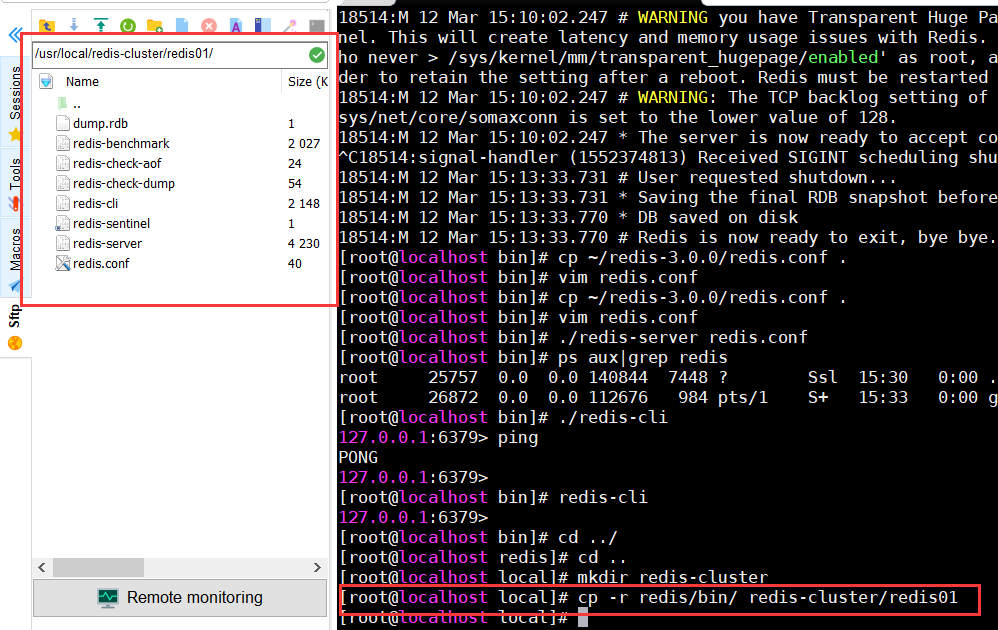 /usr/local/redis-cluster/redis01/
Name Size (K
..
dump.rdb 1
redis-benchmark 2 027
redis-check-aof 24
redis-check-dump 54
redis-cli 2 148
redis-sentinel 1
redis-server 4 230
redis.conf 40
Sessions
Tools
Macros
Sftp
Remote monitoring
18514:M 12 Mar 15:10:02.247 # WARNING you have Transparent Huge Pa
nel. This will create latency and memory usage issues with Redis.
ho never > /sys/kernel/mm/transparent_hugepage/enabled' as root, a
der to retain the setting after a reboot. Redis must be restarted
18514:M 12 Mar 15:10:02.247 # WARNING: The TCP backlog setting of
sys/net/core/somaxconn is set to the lower value of 128.
18514:M 12 Mar 15:10:02.247 * The server is now ready to accept co
^C18514:signal-handler (1552374813) Received SIGINT scheduling shu
18514:M 12 Mar 15:13:33.731 # User requested shutdown...
18514:M 12 Mar 15:13:33.731 * Saving the final RDB snapshot before
18514:M 12 Mar 15:13:33.770 * DB saved on disk
18514:M 12 Mar 15:13:33.770 # Redis is now ready to exit, bye bye.
[root@localhost bin]# cp ~/redis-3.0.0/redis.conf .
[root@localhost bin]# vim redis.conf
[root@localhost bin]# cp ~/redis-3.0.0/redis.conf .
[root@localhost bin]# vim redis.conf
[root@localhost bin]# ./redis-server redis.conf
[root@localhost bin]# ps aux|grep redis
root 25757 0.0 0.0 140844 7448 ? Ssl 15:30 0:00 .
root 26872 0.0 0.0 112676 984 pts/1 S+ 15:33 0:00 g
[root@localhost bin]# ./redis-cli
127.0.0.1:6379> ping
PONG
127.0.0.1:6379>
[root@localhost bin]# redis-cli
127.0.0.1:6379>
[root@localhost bin]# cd ../
[root@localhost redis]# cd ..
[root@localhost local]# mkdir redis-cluster
[root@localhost local]# cp -r redis/bin/ redis-cluster/redis01
[root@localhost local]#